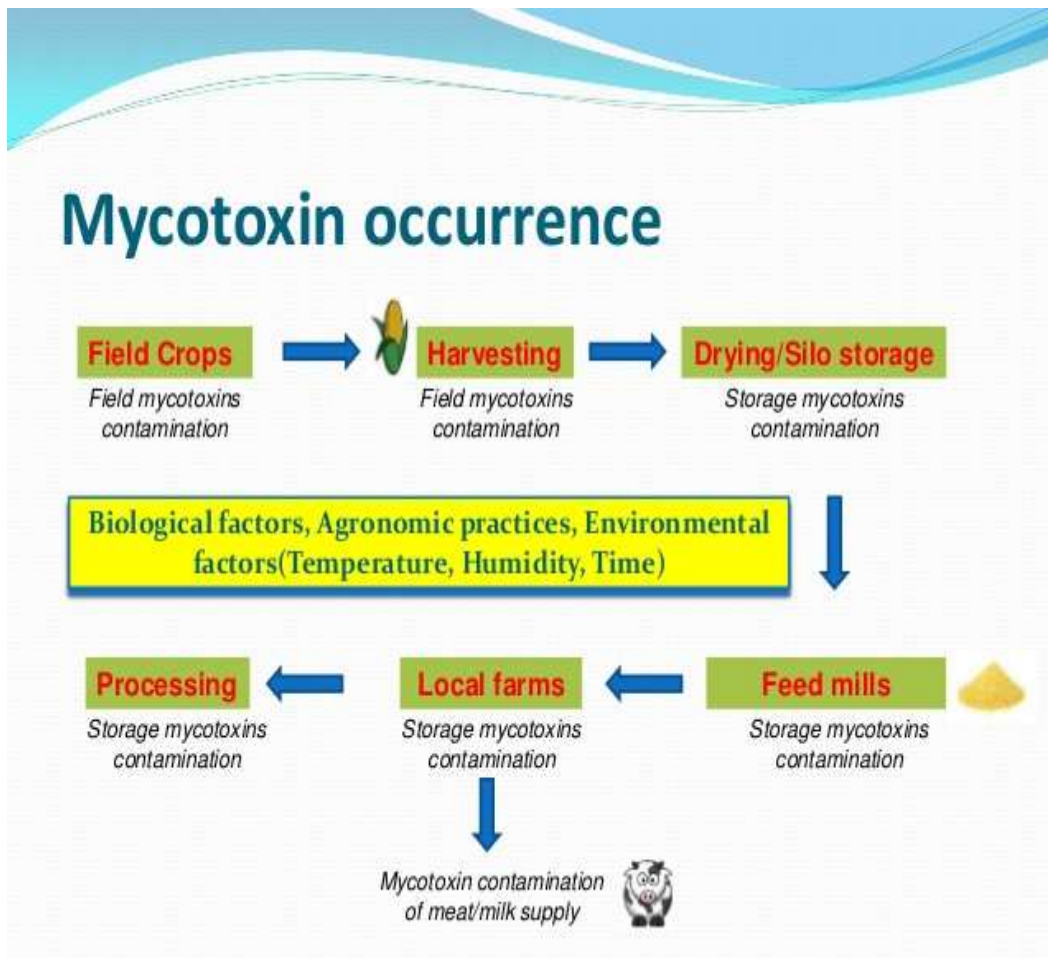 Mycotoxin occurrence
Field Crops
Harvesting
Drying/Silo storage
Field mycotoxins
contamination
Field mycotoxins
contamination
Storage mycotoxins
contamination
Biological factors, Agronomic practices, Environmental
factors(Temperature, Humidity, Time)
Processing
Local farms
Feed mills
Storage mycotoxins
contamination
Storage mycotoxins
contamination
Storage mycotoxins
contamination
Mycotoxin contamination
of meat/milk supply